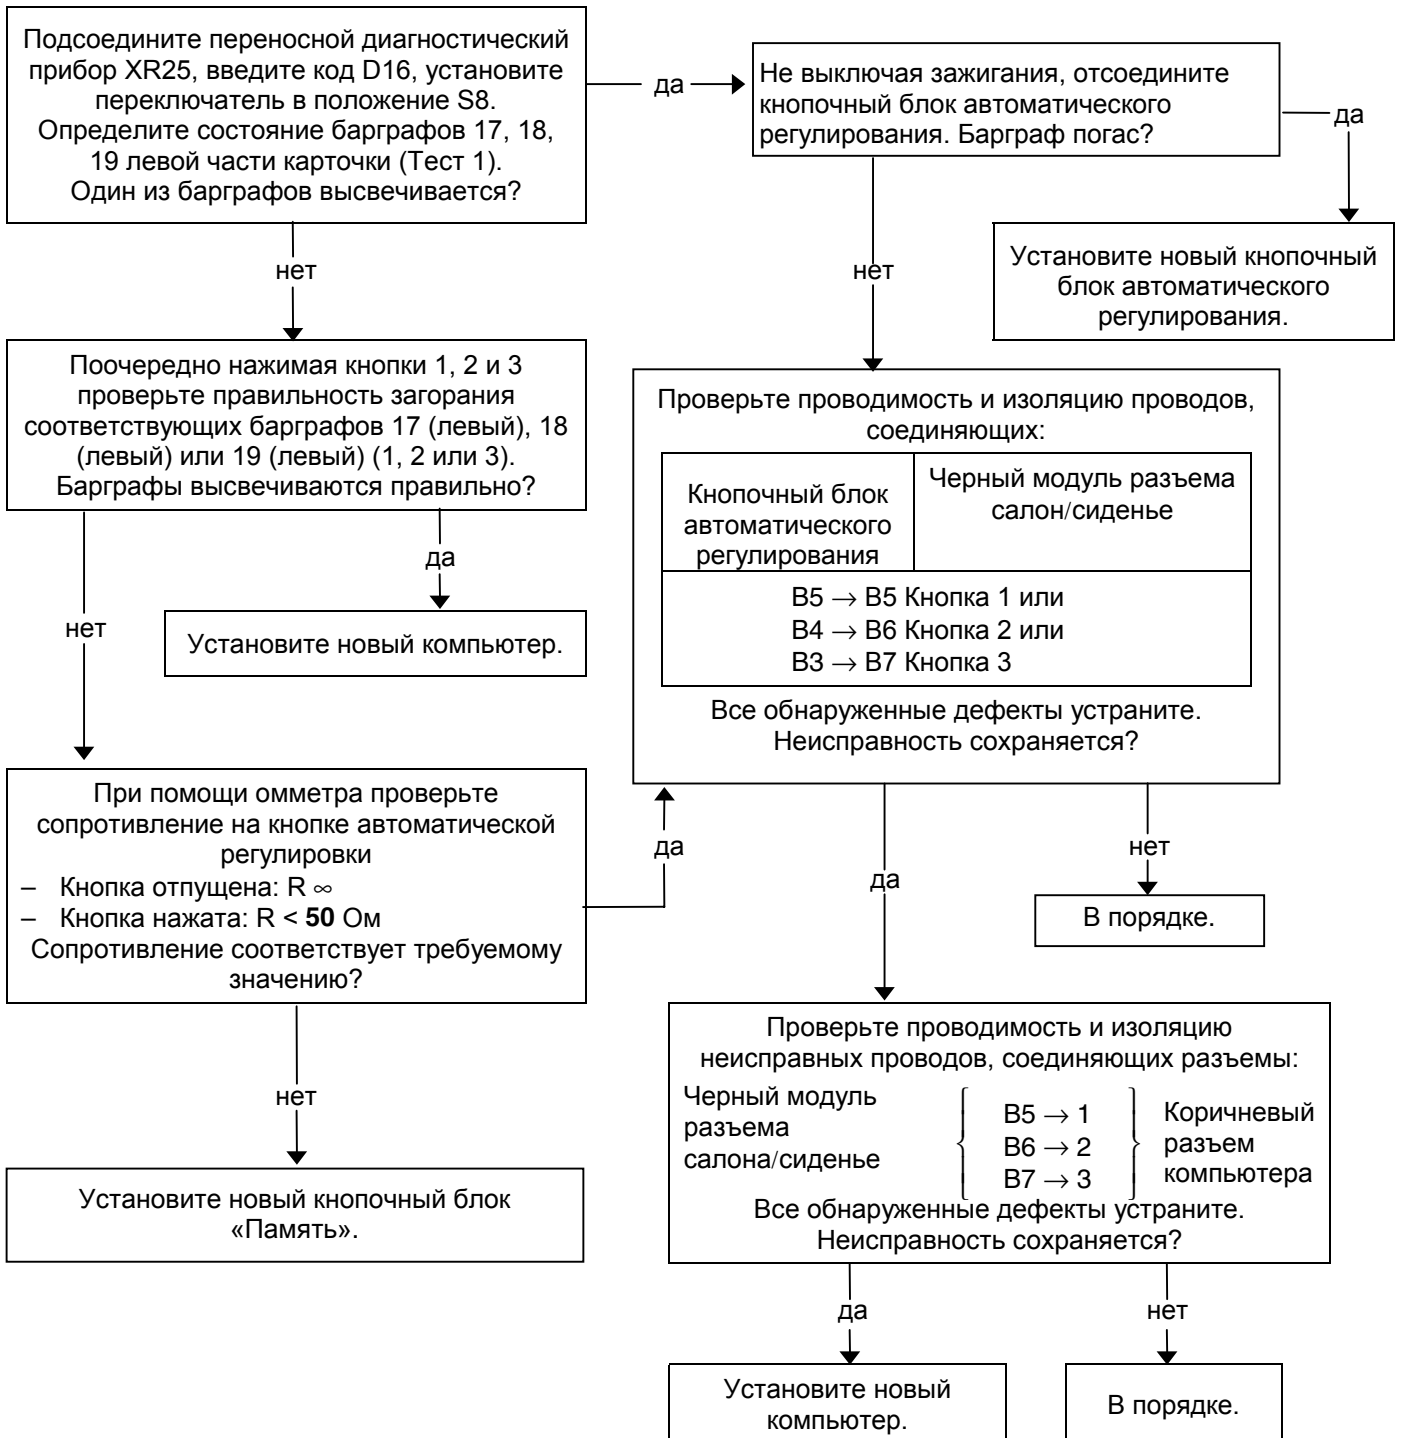 Подсоедините переносной диагностический
прибор XR25, введите код D16, установите
переключатель в положение S8.
Определите состояние барграфов 17, 18,
19 левой части карточки (Тест 1).
Один из барграфов высвечивается?
да
Не выключая зажигания, отсоедините
кнопочный блок автоматического
регулирования. Барграф погас?
да
Установите новый кнопочный
блок автоматического
регулирования.
нет
нет
Поочередно нажимая кнопки 1, 2 и 3
проверьте правильность загорания
соответствующих барграфов 17 (левый), 18
(левый) или 19 (левый) (1, 2 или 3).
Барграфы высвечиваются правильно?
да
Установите новый компьютер.
нет
Проверьте проводимость и изоляцию проводов,
соединяющих:
Кнопочный блок
автоматического
регулирования
Черный модуль разъема
салон/сиденье
B5 → B5 Кнопка 1 или
B4 → B6 Кнопка 2 или
B3 → B7 Кнопка 3
Все обнаруженные дефекты устраните.
Неисправность сохраняется?
При помощи омметра проверьте
сопротивление на кнопке автоматической
регулировки
– Кнопка отпущена: R ∞
– Кнопка нажата: R < 50 Ом
Сопротивление соответствует требуемому
значению?
да
да
нет
В порядке.
нет
Установите новый кнопочный блок
«Память».
Проверьте проводимость и изоляцию
неисправных проводов, соединяющих разъемы:
Черный модуль
разъема
салона/сиденье
B5 → 1
B6 → 2
B7 → 3
Коричневый
разъем
компьютера
Все обнаруженные дефекты устраните.
Неисправность сохраняется?
да
нет
Установите новый
компьютер.
В порядке.